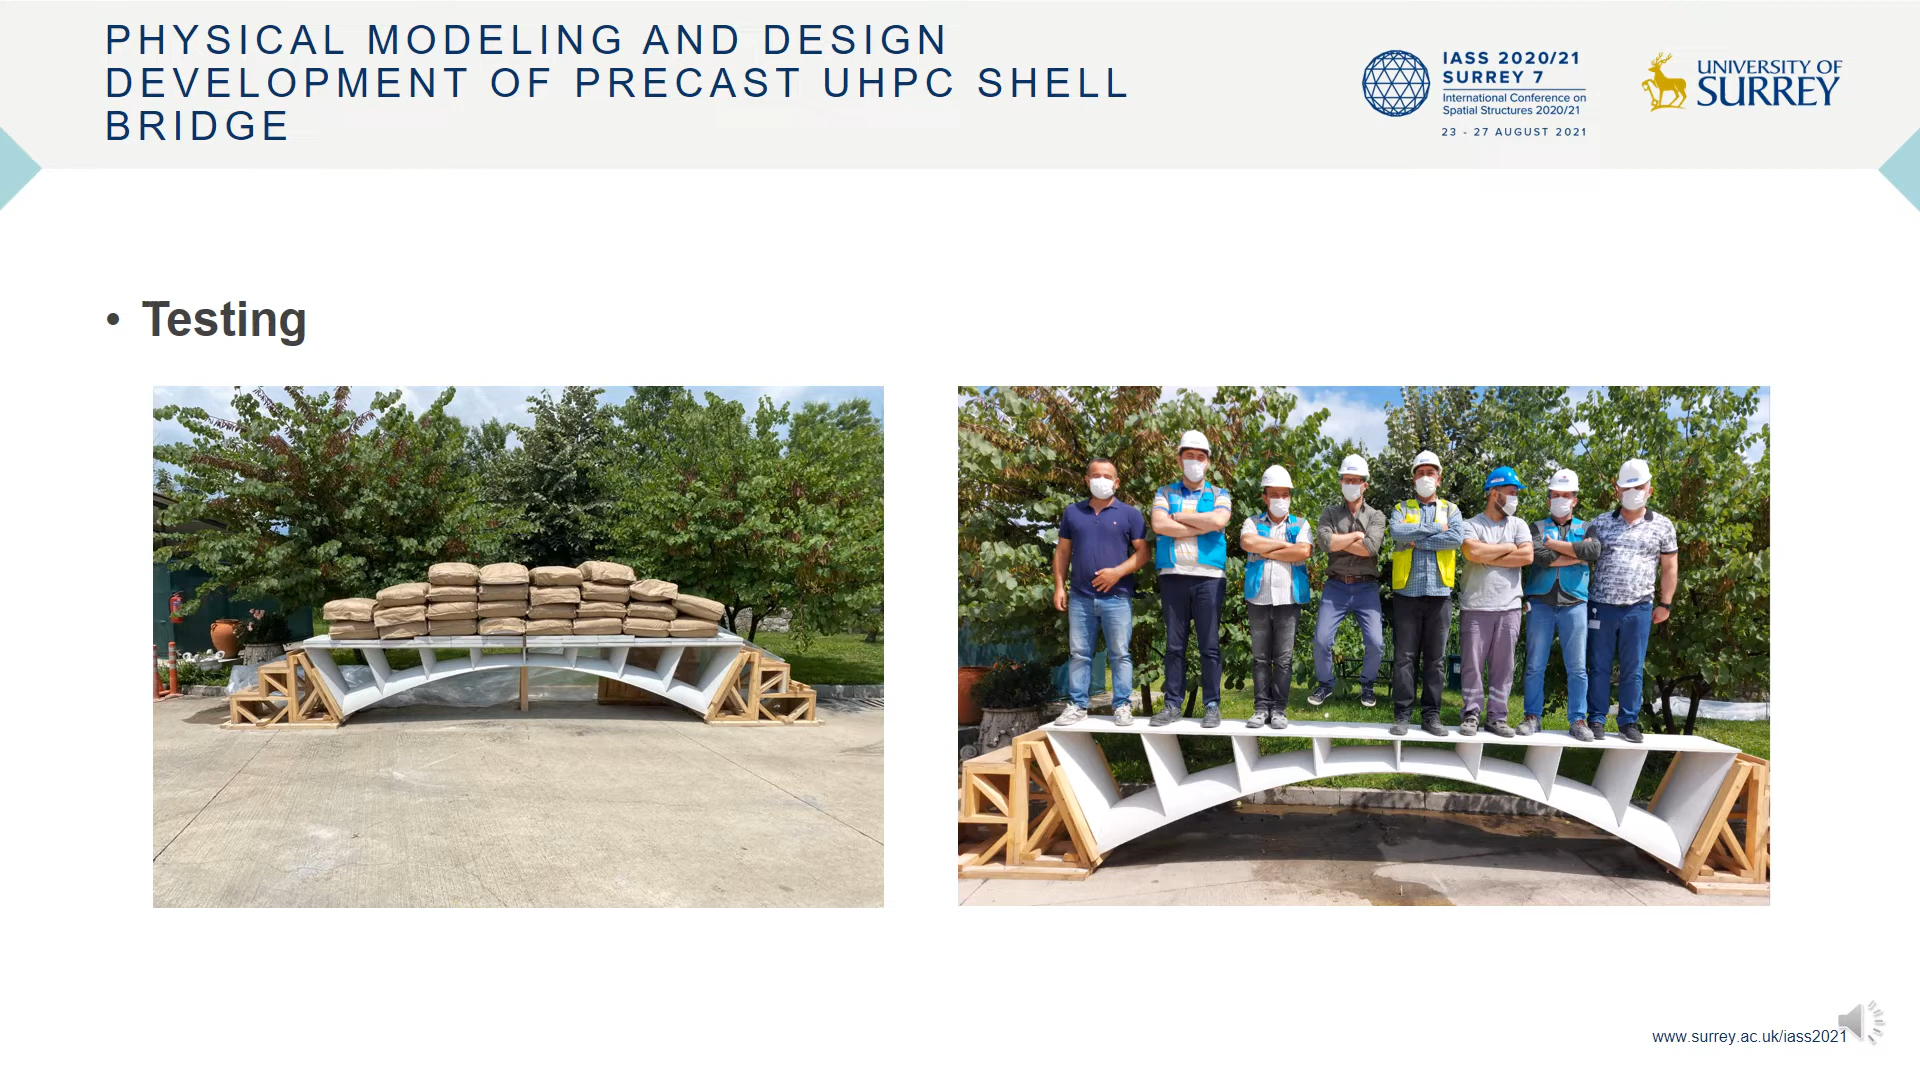 PHYSICAL MODELING AND DESIGN
DEVELOPMENT OF PRECAST UHPC SHELL
BRIDGE
IASS 2020/21
SURREY 7
International Conference on
Spatial Structures 2020/21
23 - 27 AUGUST 2021
UNIVERSITY OF
SURREY
• Testing
www.surrey.ac.uk/iass2021